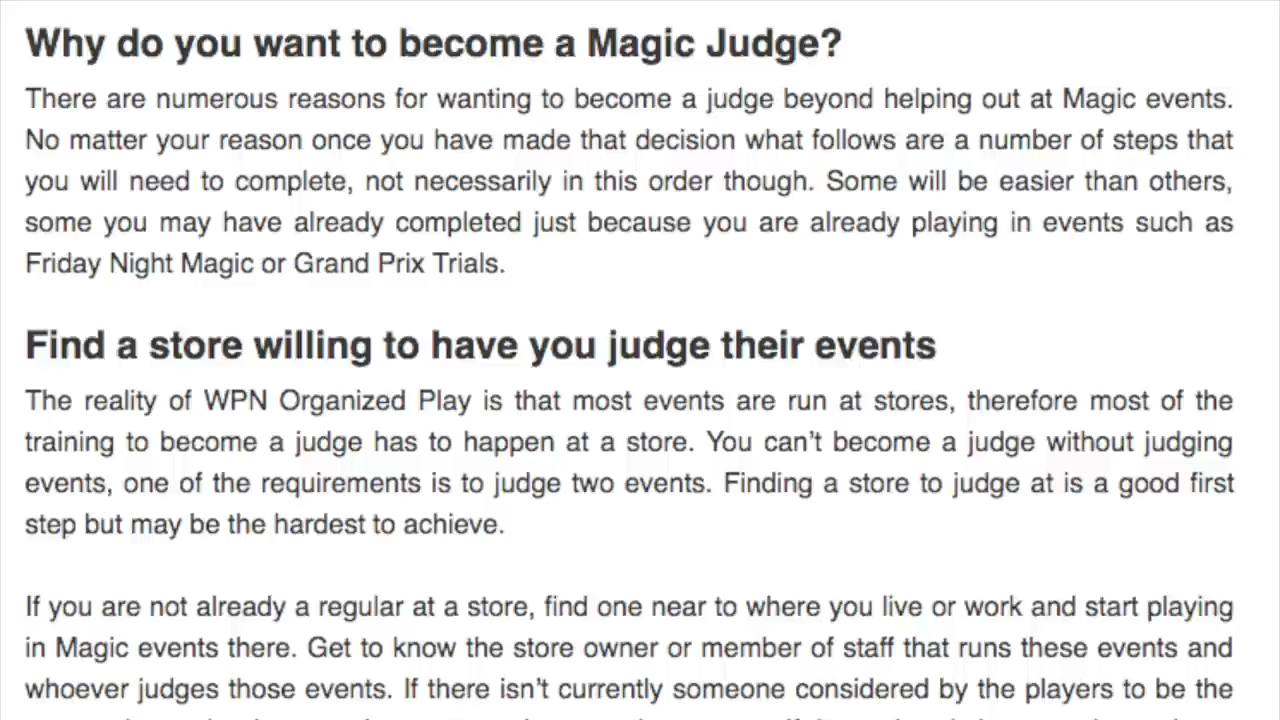 Why do you want to become a Magic Judge?
There are numerous reasons for wanting to become a judge beyond helping out at Magic events.
No matter your reason once you have made that decision what follows are a number of steps that
you will need to complete, not necessarily in this order though. Some will be easier than others,
some you may have already completed just because you are already playing in events such as
Friday Night Magic or Grand Prix Trials.
Find a store willing to have you judge their events
The reality of WPN Organized Play is that most events are run at stores, therefore most of the
training to become a judge has to happen at a store. You can’t become a judge without judging
events, one of the requirements is to judge two events. Finding a store to judge at is a good first
step but may be the hardest to achieve.
If you are not already a regular at a store, find one near to where you live or work and start playing
in Magic events there. Get to know the store owner or member of staff that runs these events and
whoever judges those events. If there isn’t currently someone considered by the players to be the